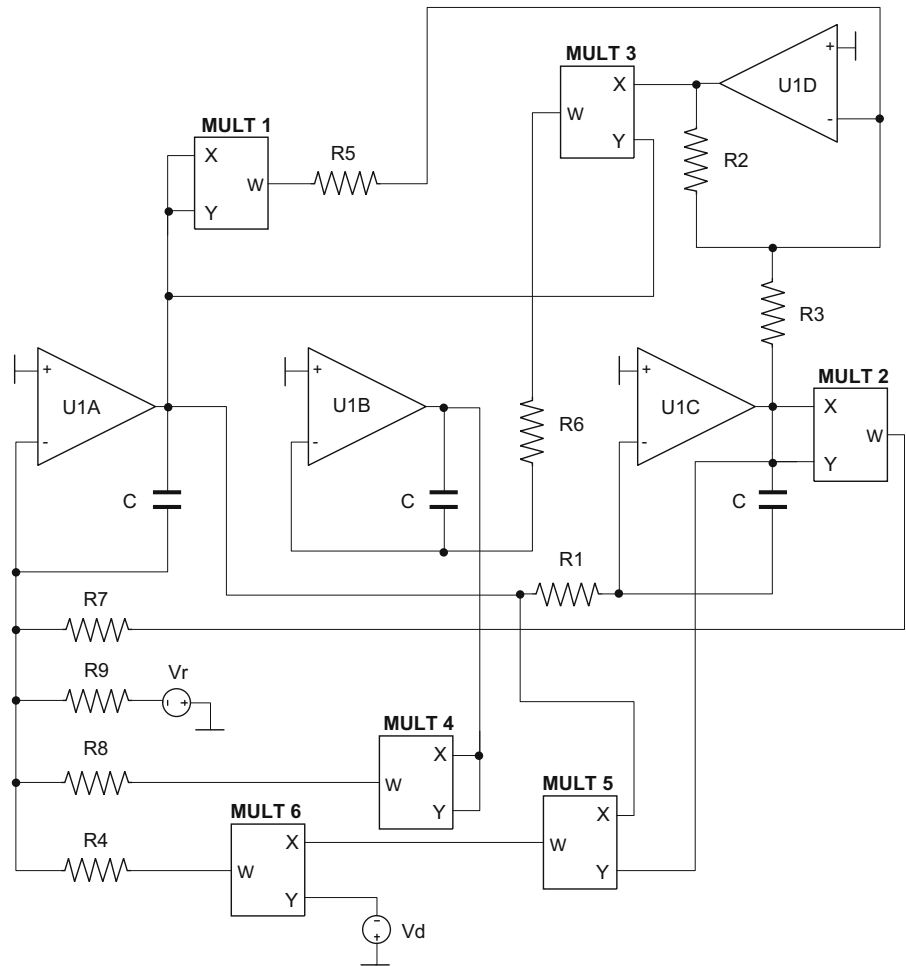 MULT 3
X
W
Y
+
U1D
-
R2
MULT 1
X
W
Y
R5
R3
+
U1A
-
+
U1B
-
R6
+
U1C
-
MULT 2
X
W
Y
C
C
C
R1
R7
R9
Vr
- +
R8
MULT 4
X
W
Y
MULT 5
X
W
Y
R4
MULT 6
X
W
Y
-
+
Vd